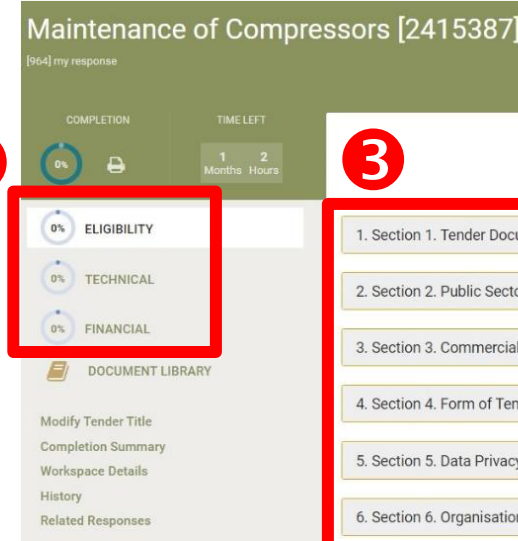 Maintenance of Compressors [2415387]
[964] my response
COMPLETION
TIME LEFT
0%
1 2
Months Hours
3
0% ELIGIBILITY
0% TECHNICAL
0% FINANCIAL
DOCUMENT LIBRARY
Modify Tender Title
Completion Summary
Workspace Details
History
Related Responses
1. Section 1. Tender Docu
2. Section 2. Public Secto
3. Section 3. Commercial
4. Section 4. Form of Ten
5. Section 5. Data Privacy
6. Section 6. Organisation